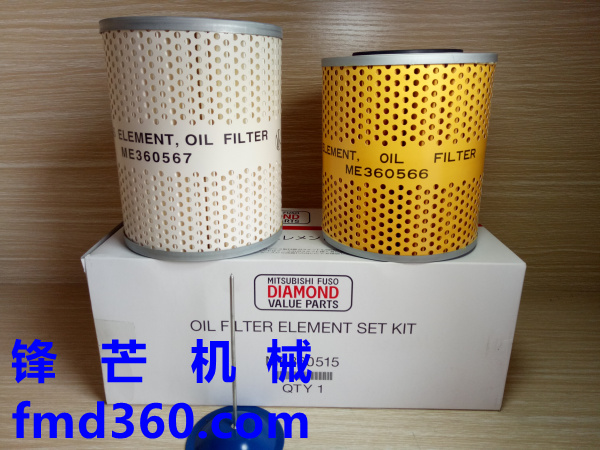 ELEMENT, OIL FILTER
ME360567
ELEMENT, OIL FILTER
ME360566
MITSUBISHI FUSO
DIAMOND
VALUE PARTS
OIL FILTER ELEMENT SET KIT
360515
QTY 1
锋芒机械
fmd360.com